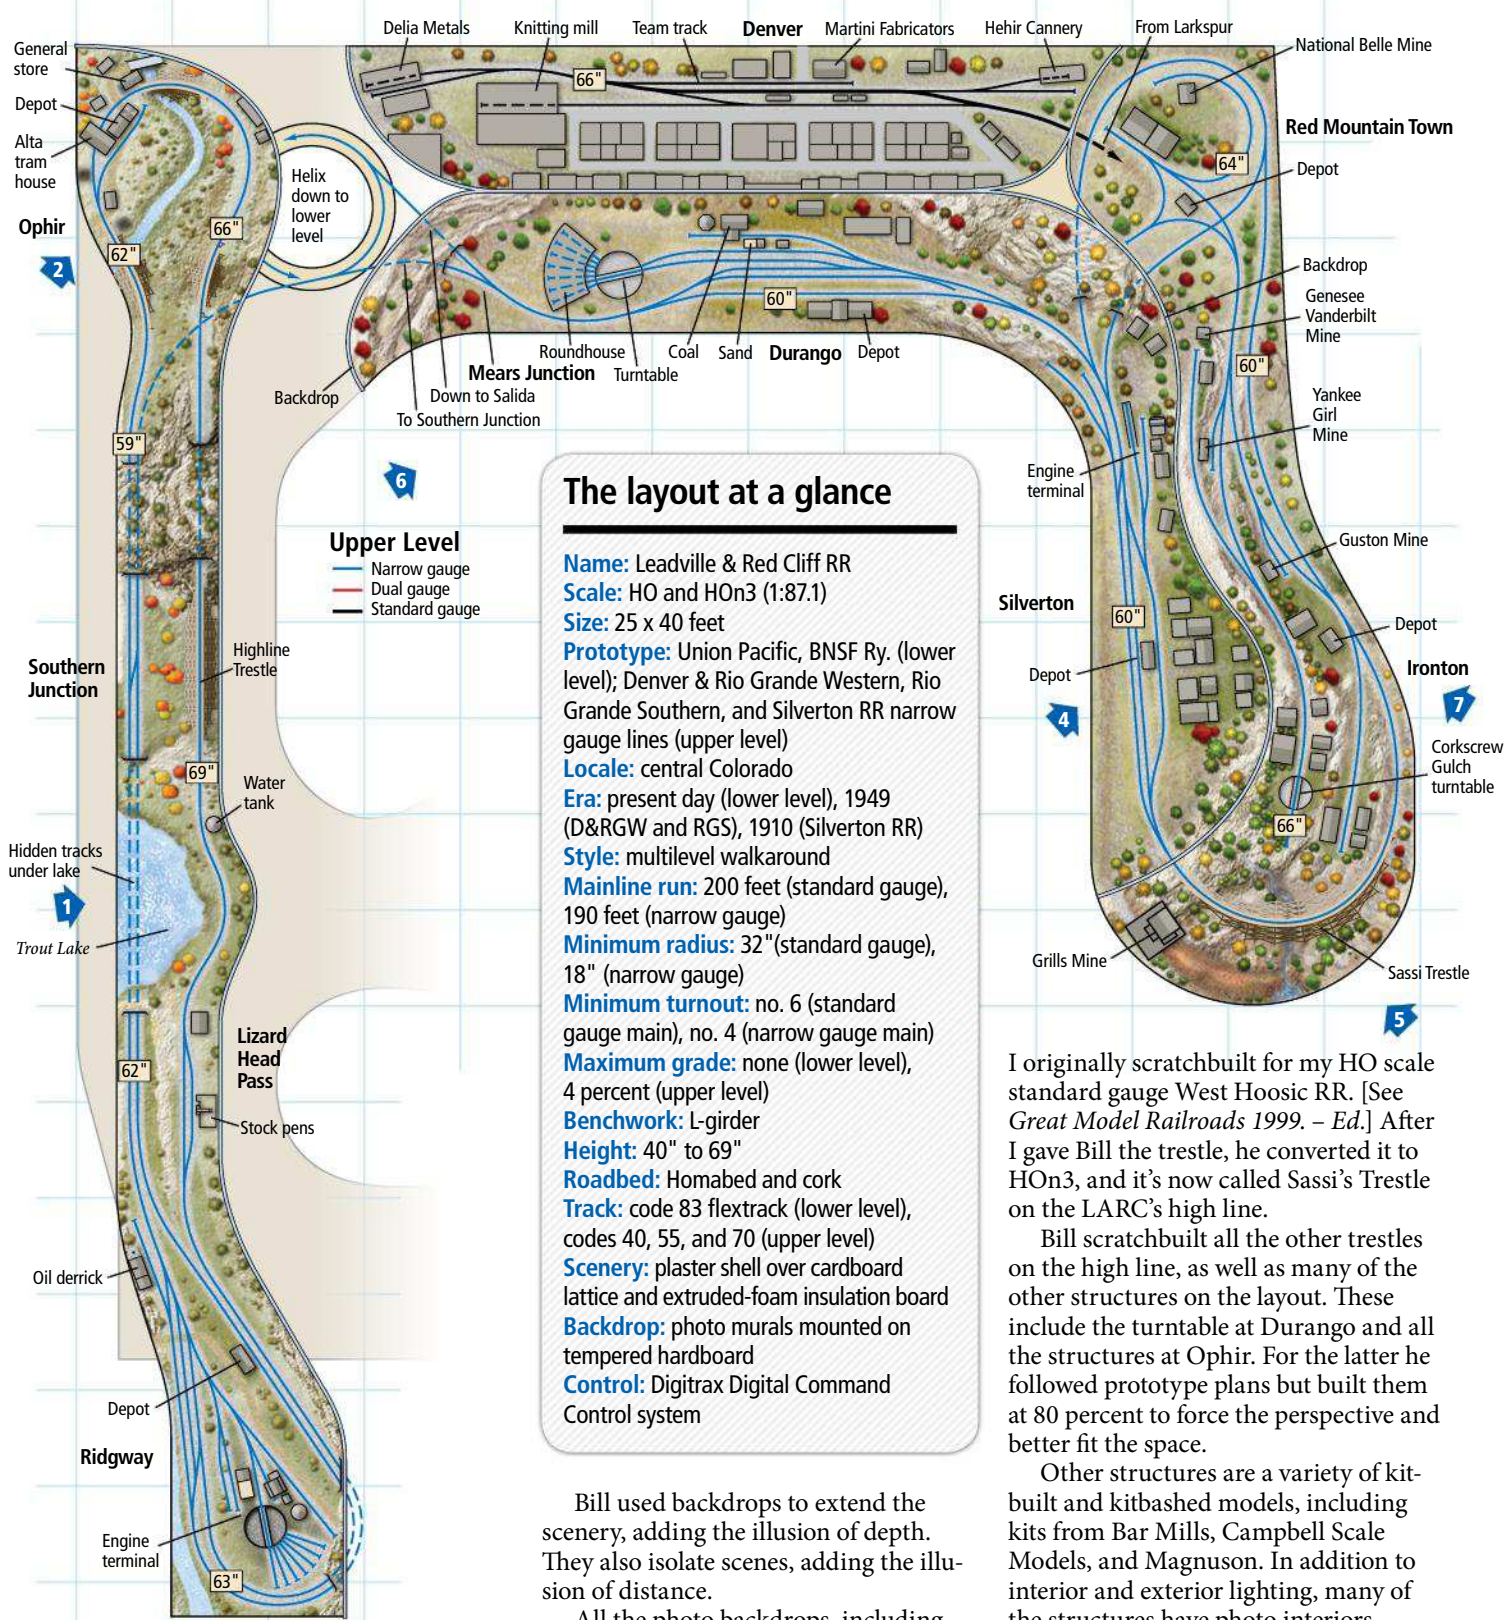 Delia Metals
Knitting mill
Team track
Denver
Martini Fabricators
Hehir Cannery
From Larkspur
National Belle Mine
General
store
Depot
Alta
tram
house
Ophir
2
62"
66"
Helix
down to
lower
level
66"
64"
Red Mountain Town
Depot
Backdrop
Genesee
Vanderbilt
Mine
60"
Yankee
Girl
Mine
60"
Roundhouse
Turntable
Coal
Sand
Durango
Depot
Mears Junction
Down to Salida
To Southern Junction
Backdrop
59"
6
Upper Level
Narrow gauge
Dual gauge
Standard gauge
Engine
terminal
Guston Mine
Silverton
60"
Depot
4
Depot
Ironton
7
Corkscrew
Gulch
turntable
66"
Grills Mine
Sassi Trestle
5
Southern
Junction
Highline
Trestle
69"
Water
tank
Hidden tracks
under lake
1
Trout Lake
Lizard
Head
Pass
62"
Stock pens
Oil derrick
Depot
Ridgway
Engine
terminal
63"
The layout at a glance
Name: Leadville & Red Cliff RR
Scale: HO and HOn3 (1:87.1)
Size: 25 x 40 feet
Prototype: Union Pacific, BNSF Ry. (lower
level); Denver & Rio Grande Western, Rio
Grande Southern, and Silverton RR narrow
gauge lines (upper level)
Locale: central Colorado
Era: present day (lower level), 1949
(D&RGW and RGS), 1910 (Silverton RR)
Style: multilevel walkaround
Mainline run: 200 feet (standard gauge),
190 feet (narrow gauge)
Minimum radius: 32"(standard gauge),
18" (narrow gauge)
Minimum turnout: no. 6 (standard
gauge main), no. 4 (narrow gauge main)
Maximum grade: none (lower level),
4 percent (upper level)
Benchwork: L-girder
Height: 40" to 69"
Roadbed: Homabed and cork
Track: code 83 flextrack (lower level),
codes 40, 55, and 70 (upper level)
Scenery: plaster shell over cardboard
lattice and extruded-foam insulation board
Backdrop: photo murals mounted on
tempered hardboard
Control: Digitrax Digital Command
Control system
Bill used backdrops to extend the
scenery, adding the illusion of depth.
They also isolate scenes, adding the illu-
sion of distance.
All the photo backdrops, including
I originally scratchbuilt for my HO scale
standard gauge West Hoosic RR. [See
Great Model Railroads 1999. – Ed.] After
I gave Bill the trestle, he converted it to
HOn3, and it's now called Sassi's Trestle
on the LARC's high line.
Bill scratchbuilt all the other trestles
on the high line, as well as many of the
other structures on the layout. These
include the turntable at Durango and all
the structures at Ophir. For the latter he
followed prototype plans but built them
at 80 percent to force the perspective and
better fit the space.
Other structures are a variety of kit-
built and kitbashed models, including
kits from Bar Mills, Campbell Scale
Models, and Magnuson. In addition to
interior and exterior lighting, many of
the structures have photo interiors